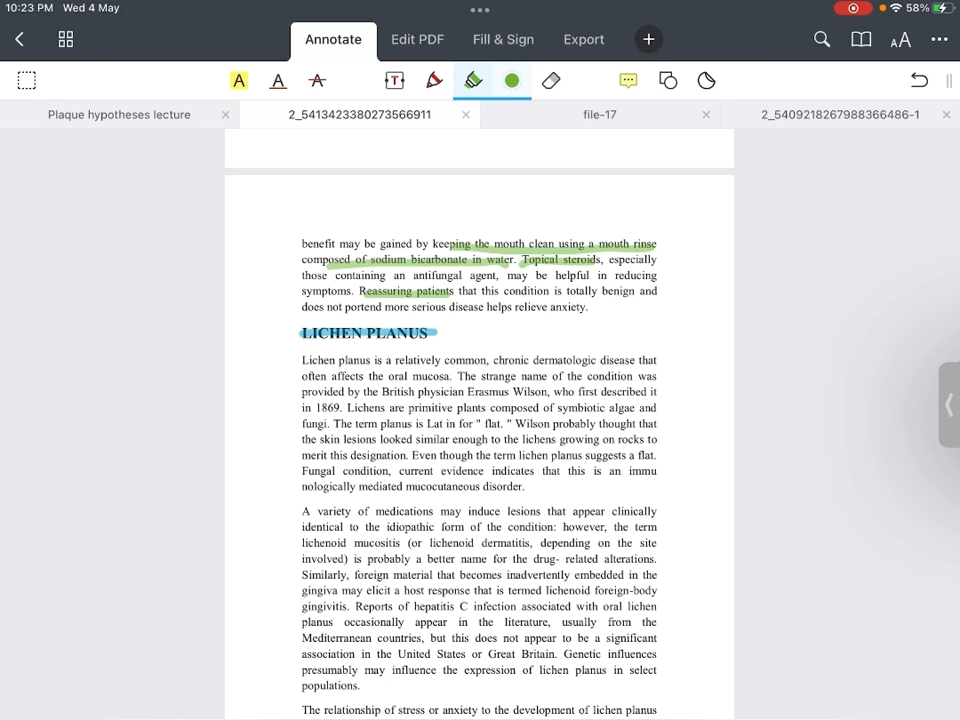 10:23 PM Wed 4 May
58%
Annotate Edit PDF Fill & Sign Export
AA
A A A T
Plaque hypotheses lecture 2_5413423380273566911 file-17 2_5409218267988366486-1
benefit may be gained by keeping the mouth clean using a mouth rinse
composed of sodium bicarbonate in water. Topical steroids, especially
those containing an antifungal agent, may be helpful in reducing
symptoms. Reassuring patients that this condition is totally benign and
does not portend more serious disease helps relieve anxiety.
LICHEN PLANUS
Lichen planus is a relatively common, chronic dermatologic disease that
often affects the oral mucosa. The strange name of the condition was
provided by the British physician Erasmus Wilson, who first described it
in 1869. Lichens are primitive plants composed of symbiotic algae and
fungi. The term planus is Lat in for " flat. " Wilson probably thought that
the skin lesions looked similar enough to the lichens growing on rocks to
merit this designation. Even though the term lichen planus suggests a flat.
Fungal condition, current evidence indicates that this is an immu
nologically mediated mucocutaneous disorder.
A variety of medications may induce lesions that appear clinically
identical to the idiopathic form of the condition: however, the term
lichenoid mucositis (or lichenoid dermatitis, depending on the site
involved) is probably a better name for the drug- related alterations.
Similarly, foreign material that becomes inadvertently embedded in the
gingiva may elicit a host response that is termed lichenoid foreign-body
gingivitis. Reports of hepatitis C infection associated with oral lichen
planus occasionally appear in the literature, usually from the
Mediterranean countries, but this does not appear to be a significant
association in the United States or Great Britain. Genetic influences
presumably may influence the expression of lichen planus in select
populations.
The relationship of stress or anxiety to the development of lichen planus